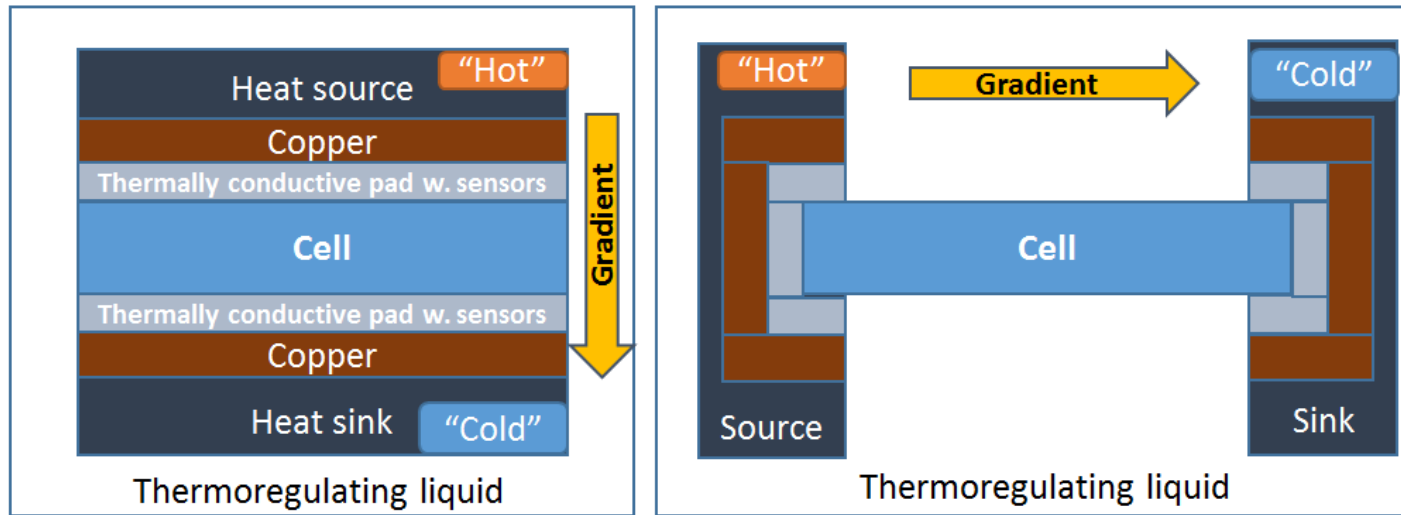 “Hot”
Heat source
Copper
Thermally conductive pad w. sensors
Cell
Thermally conductive pad w. sensors
Copper
Heat sink
“Cold”
Gradient
Thermoregulating liquid
“Hot”
Gradient
“Cold”
Cell
Source
Sink
Thermoregulating liquid